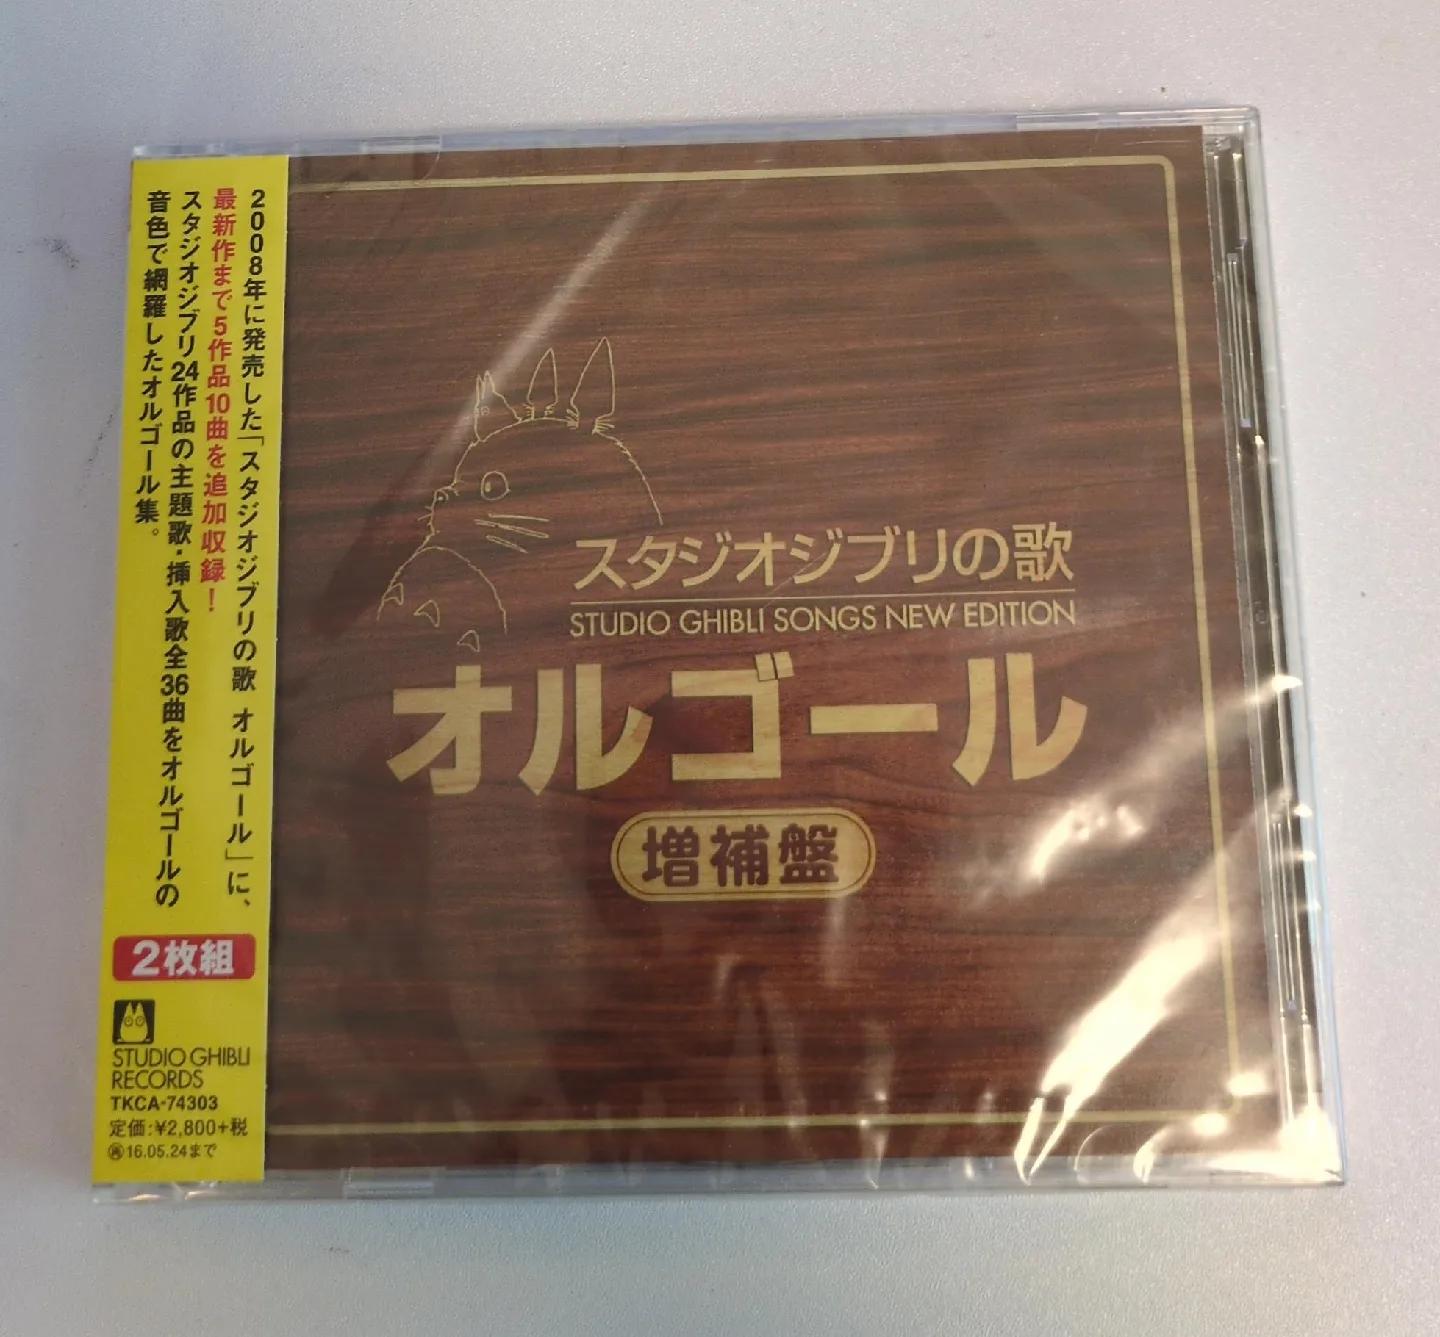 2008年に発売した「スタジオジブリの歌 オルゴール」に、
最新作まで5作品10曲を追加収録！
スタジオジブリ24作品の主題歌・挿入歌全36曲をオルゴールの
音色で網羅したオルゴール集。
2枚組
STUDIO GHIBLI
RECORDS
TKCA-74303
定価:¥2,800+税
再16.05.24まで
スタジオジブリの歌
STUDIO GHIBLI SONGS NEW EDITION
オルゴール
増補盤